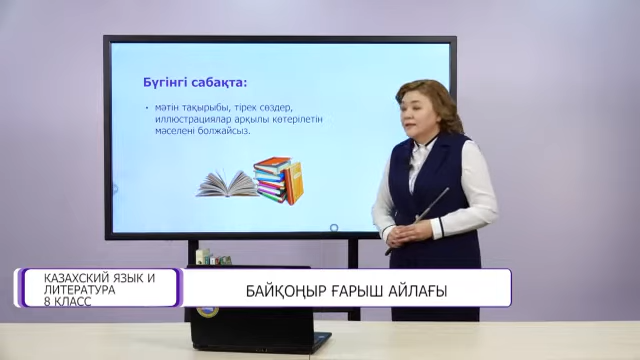 Бүгінгі сабақта:
• мәтін тақырыбы, тірек сөздер,
иллюстрациялар арқылы көтерілетін
мәселені болжайсыз.
КАЗАХСКИЙ ЯЗЫК И
ЛИТЕРАТУРА
8 КЛАСС
БАЙҚОҢЫР ҒАРЫШ АЙЛАҒЫ